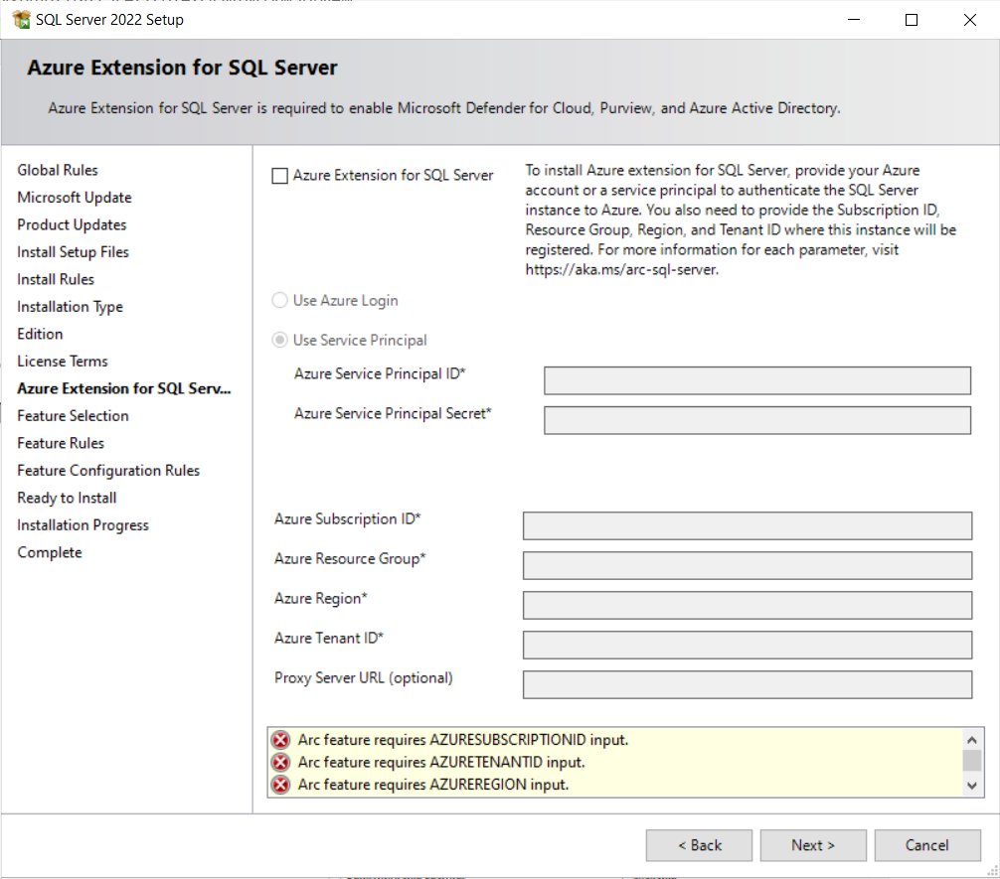 SQL Server 2022 Setup
Azure Extension for SQL Server
Azure Extension for SQL Server is required to enable Microsoft Defender for Cloud, Purview, and Azure Active Directory.
Global Rules
Microsoft Update
Product Updates
Install Setup Files
Install Rules
Installation Type
Edition
License Terms
Azure Extension for SQL Serv...
Feature Selection
Feature Rules
Feature Configuration Rules
Ready to Install
Installation Progress
Complete
Azure Extension for SQL Server
To install Azure extension for SQL Server, provide your Azure
account or a service principal to authenticate the SQL Server
instance to Azure. You also need to provide the Subscription ID,
Resource Group, Region, and Tenant ID where this instance will be
registered. For more information for each parameter, visit
https://aka.ms/arc-sql-server.
Use Azure Login
Use Service Principal
Azure Service Principal ID*
Azure Service Principal Secret*
Azure Subscription ID*
Azure Resource Group*
Azure Region*
Azure Tenant ID*
Proxy Server URL (optional)
Arc feature requires AZURESUBSCRIPTIONID input.
Arc feature requires AZURETENANTID input.
Arc feature requires AZUREREGION input.
< Back
Next >
Cancel